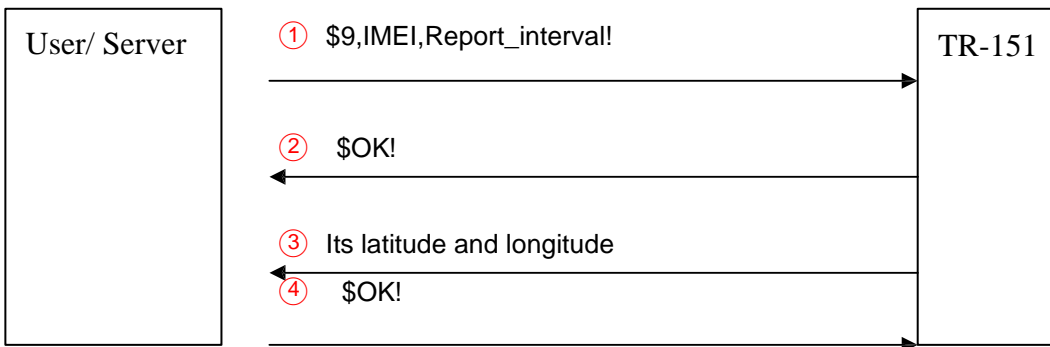 User/ Server
① $9,IMEI,Report_interval!
TR-151
② $OK!
③ Its latitude and longitude
④ $OK!